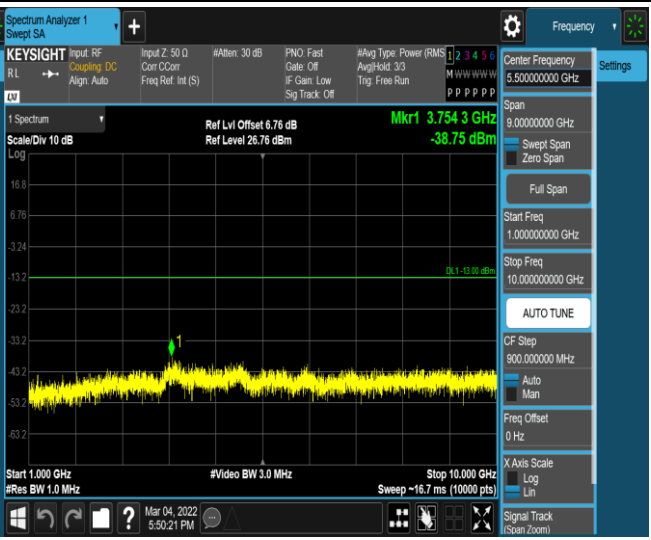 Spectrum Analyzer 1
Swept SA
Frequency
KEYSIGHT
RL
LXI
Input: RF
Coupling: DC
Align: Auto
Input Z: 50 Ω
Corr CCorr
Freq Ref: Int (S)
#Atten: 30 dB
PNO: Fast
Gate: Off
IF Gain: Low
Sig Track: Off
#Avg Type: Power (RMS
Avg|Hold: 3/3
Trig: Free Run
1 2 3 4 5 6
M W W W W W
P P P P P P
1 Spectrum
Scale/Div 10 dB
Log
Ref Lvl Offset 6.76 dB
Ref Level 26.76 dBm
Mkr1 3.754 3 GHz
-38.75 dBm
16.8
6.76
-3.24
-13.2
-23.2
-33.2
-43.2
-53.2
-63.2
DL1 -13.00 dBm
1
Start 1.000 GHz
#Res BW 1.0 MHz
#Video BW 3.0 MHz
Stop 10.000 GHz
Sweep ~16.7 ms (10000 pts)
?
Mar 04, 2022
5:50:21 PM
Settings
Center Frequency
5.500000000 GHz
Span
9.00000000 GHz
Swept Span
Zero Span
Full Span
Start Freq
1.000000000 GHz
Stop Freq
10.000000000 GHz
AUTO TUNE
CF Step
900.000000 MHz
Auto
Man
Freq Offset
0 Hz
X Axis Scale
Log
Lin
Signal Track
(Span Zoom)